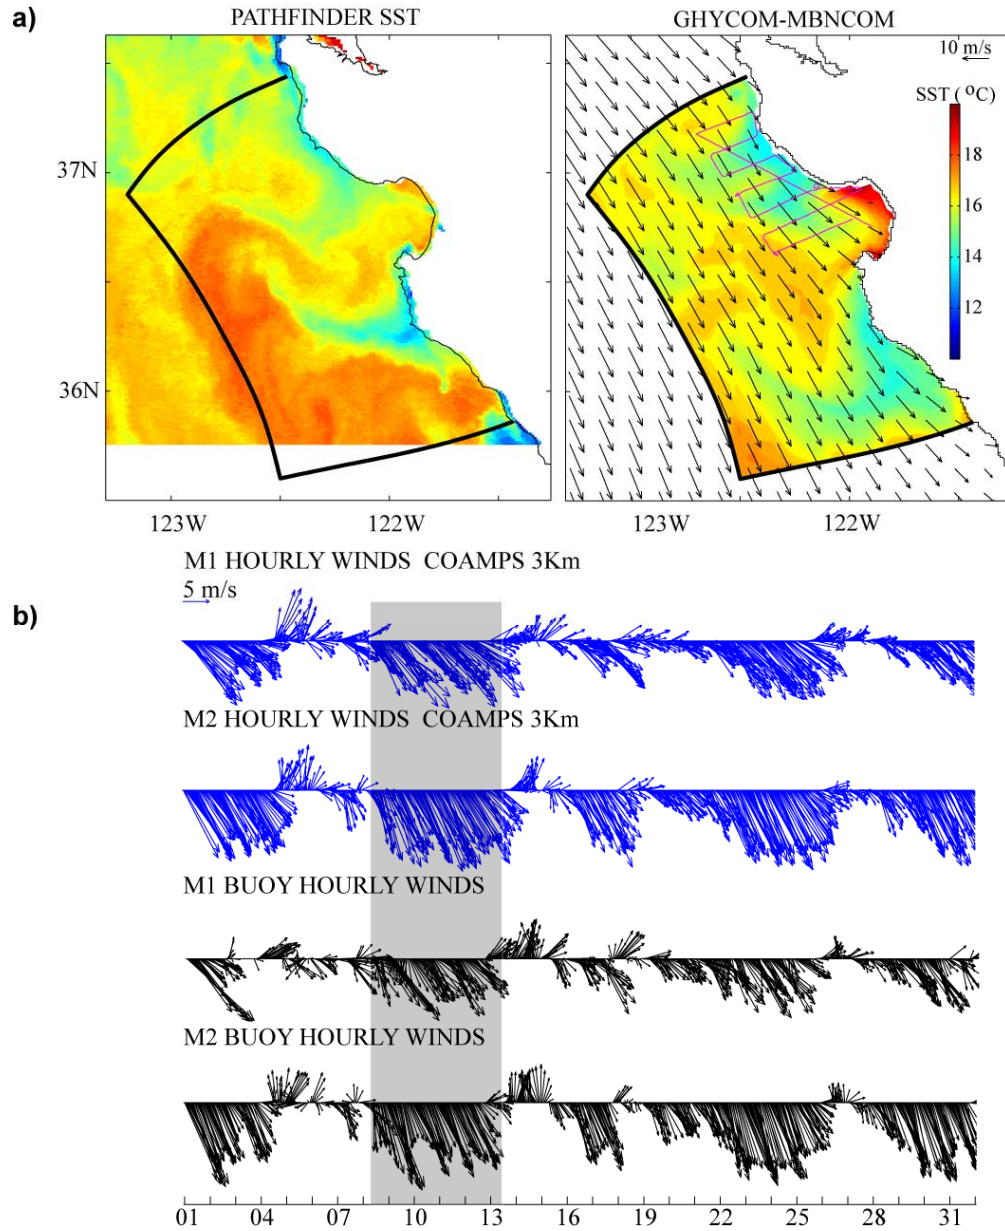 a)
PATHFINDER SST
GHYCOM-MBNCOM
10 m/s
SST ( °C)
18
16
14
12
37N
36N
123W 122W
123W 122W
b)
M1 HOURLY WINDS COAMPS 3Km
5 m/s
M2 HOURLY WINDS COAMPS 3Km
M1 BUOY HOURLY WINDS
M2 BUOY HOURLY WINDS
01 04 07 10 13 16 19 22 25 28 31